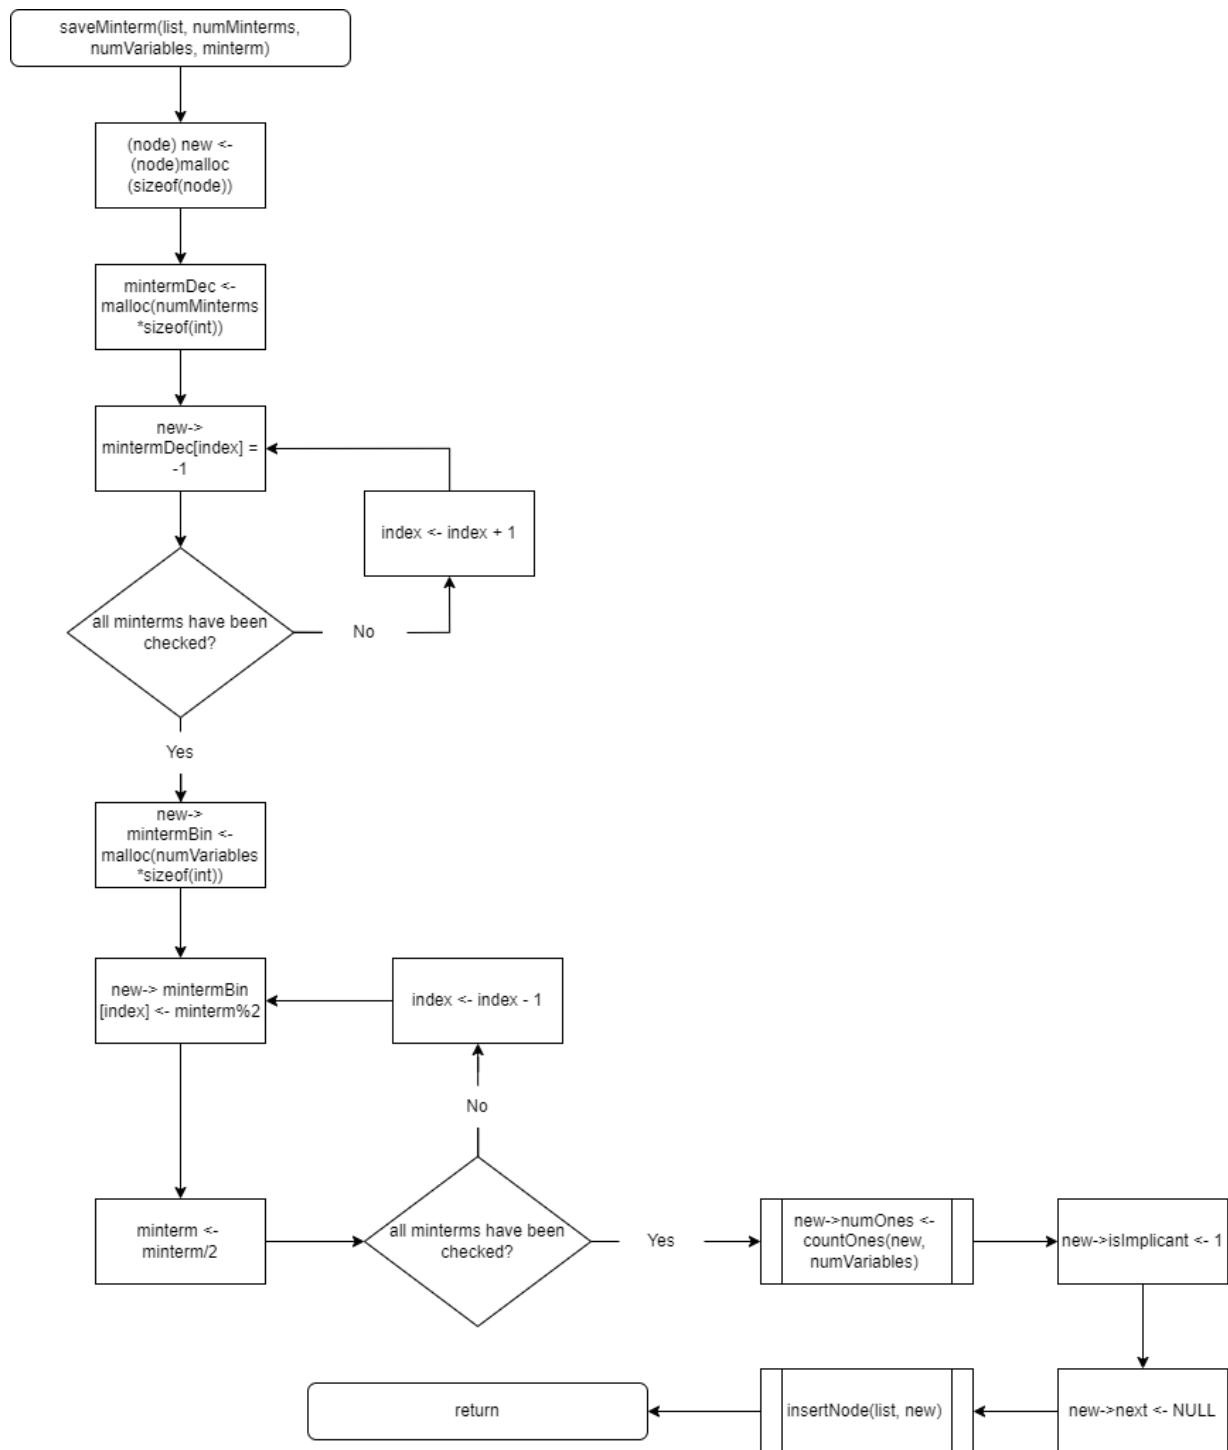 saveMinterm(list, numMinterms,
numVariables, minterm)
(node) new <-
(node)malloc
(sizeof(node))
mintermDec <-
malloc(numMinterms
*sizeof(int))
new->
mintermDec[index] =
-1
index <- index + 1
all minterms have been
checked?
No
Yes
new->
mintermBin <-
malloc(numVariables
*sizeof(int))
new-> mintermBin
[index] <- minterm%2
index <- index - 1
No
minterm <-
minterm/2
all minterms have been
checked?
Yes
new->numOnes <-
countOnes(new,
numVariables)
new->isImplicant <- 1
return
insertNode(list, new)
new->next <- NULL